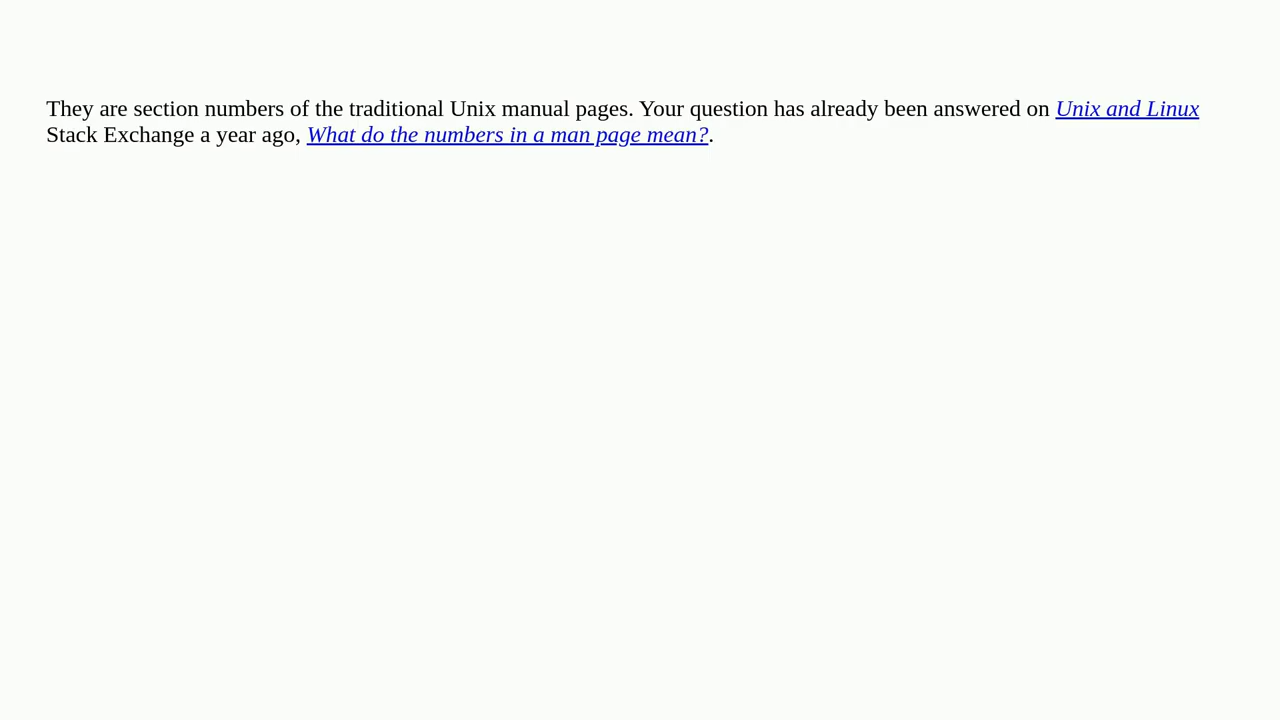 They are section numbers of the traditional Unix manual pages. Your question has already been answered on Unix and Linux
Stack Exchange a year ago, What do the numbers in a man page mean?.